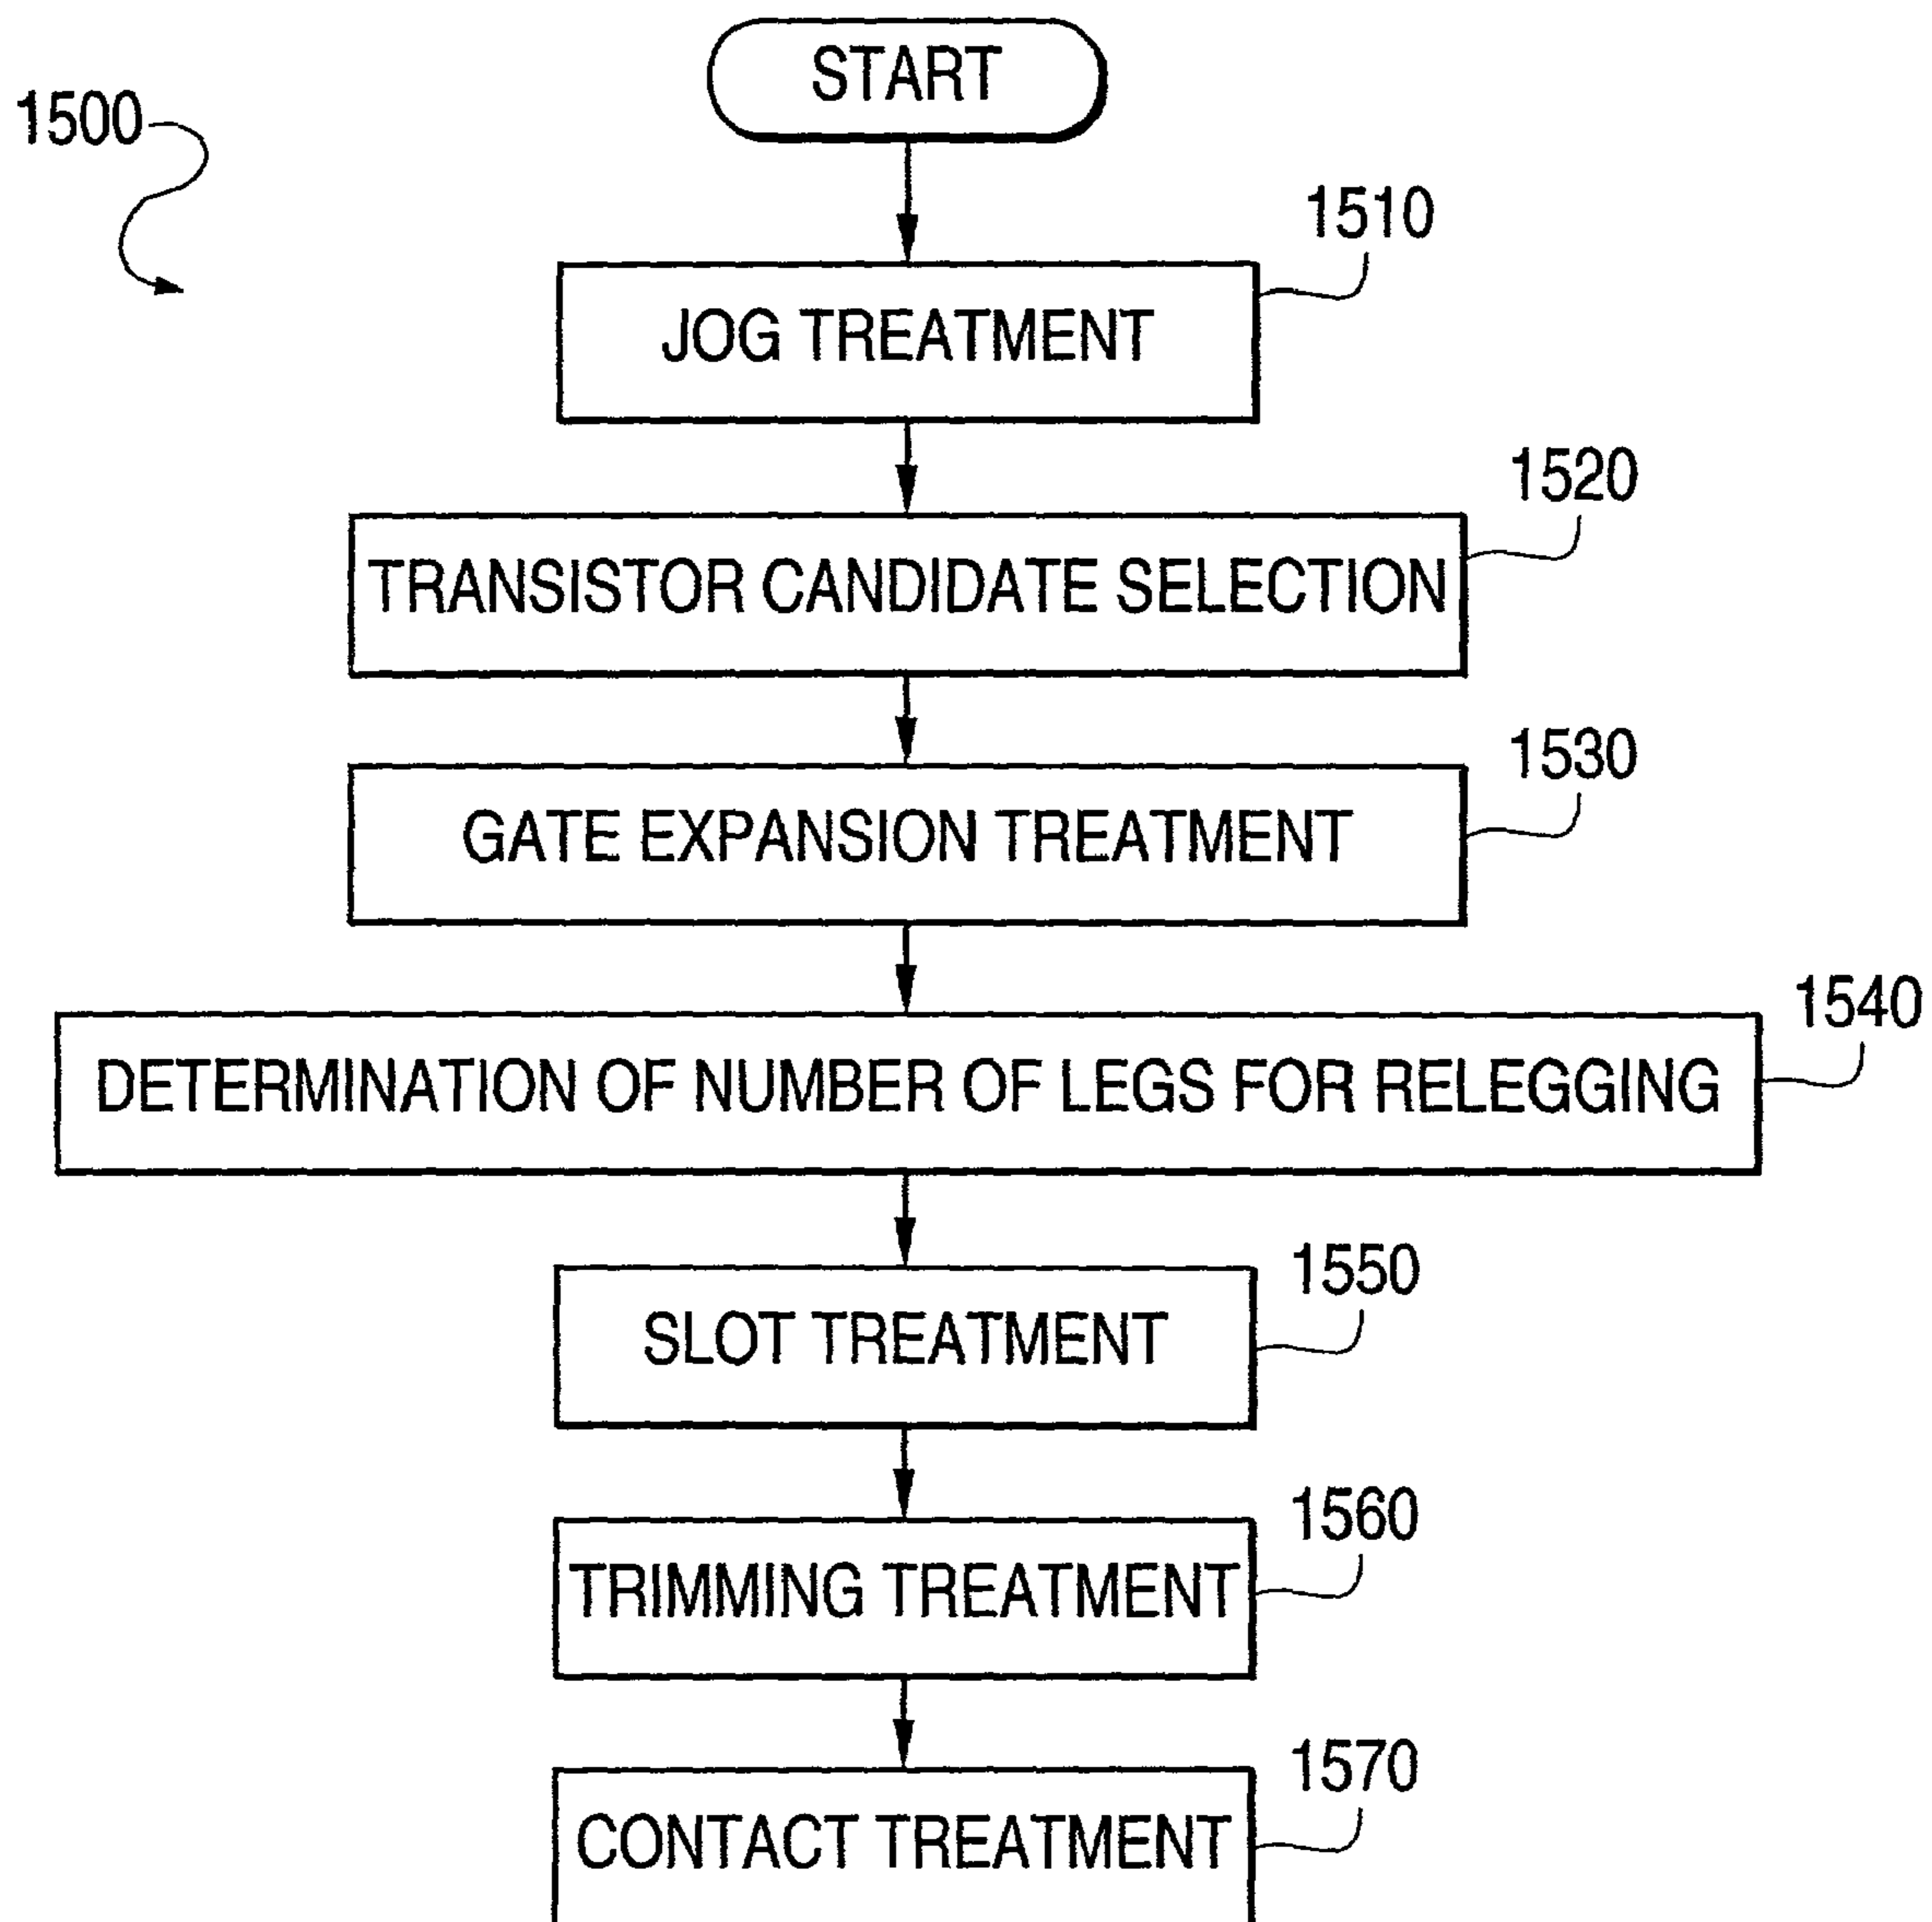 START
1500
1510
JOG TREATMENT
1520
TRANSISTOR CANDIDATE SELECTION
1530
GATE EXPANSION TREATMENT
1540
DETERMINATION OF NUMBER OF LEGS FOR RELEGGING
1550
SLOT TREATMENT
1560
TRIMMING TREATMENT
1570
CONTACT TREATMENT